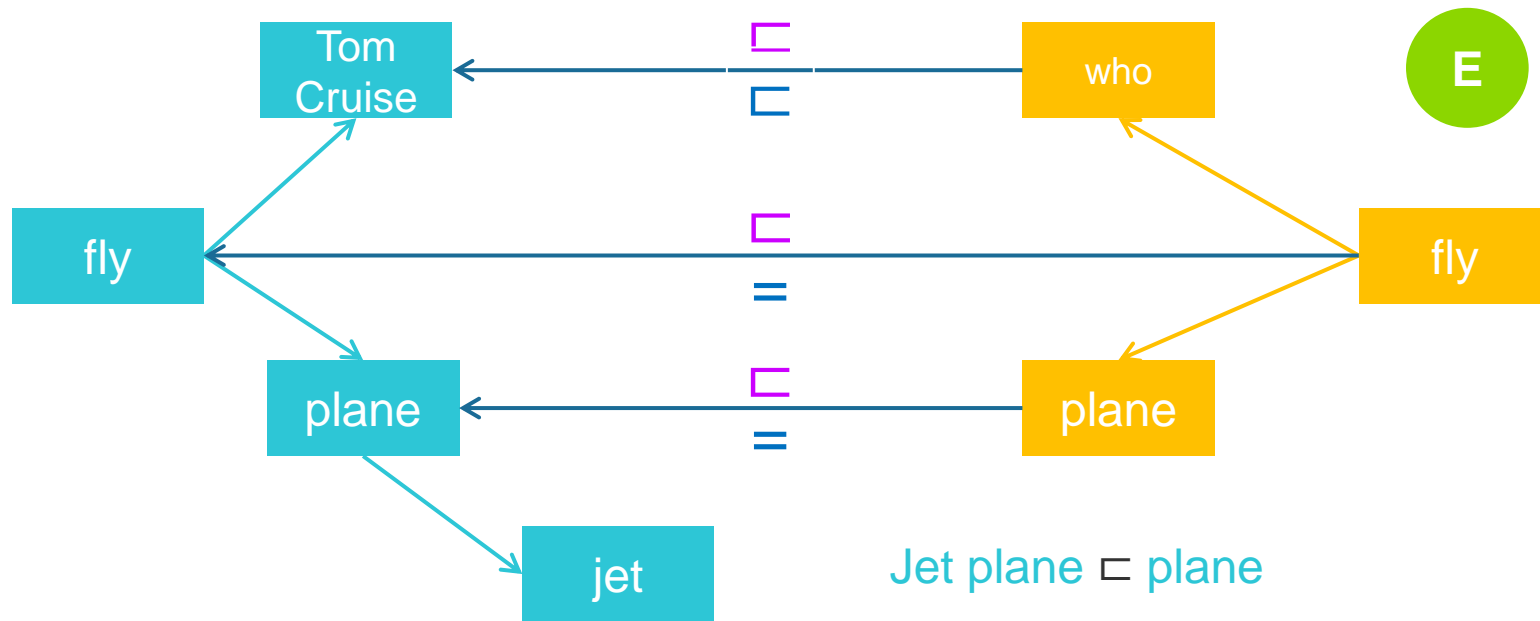 Tom
Cruise
⊏
⊏
who
E
fly
⊏
=
fly
plane
⊏
=
plane
jet
Jet plane ⊏ plane